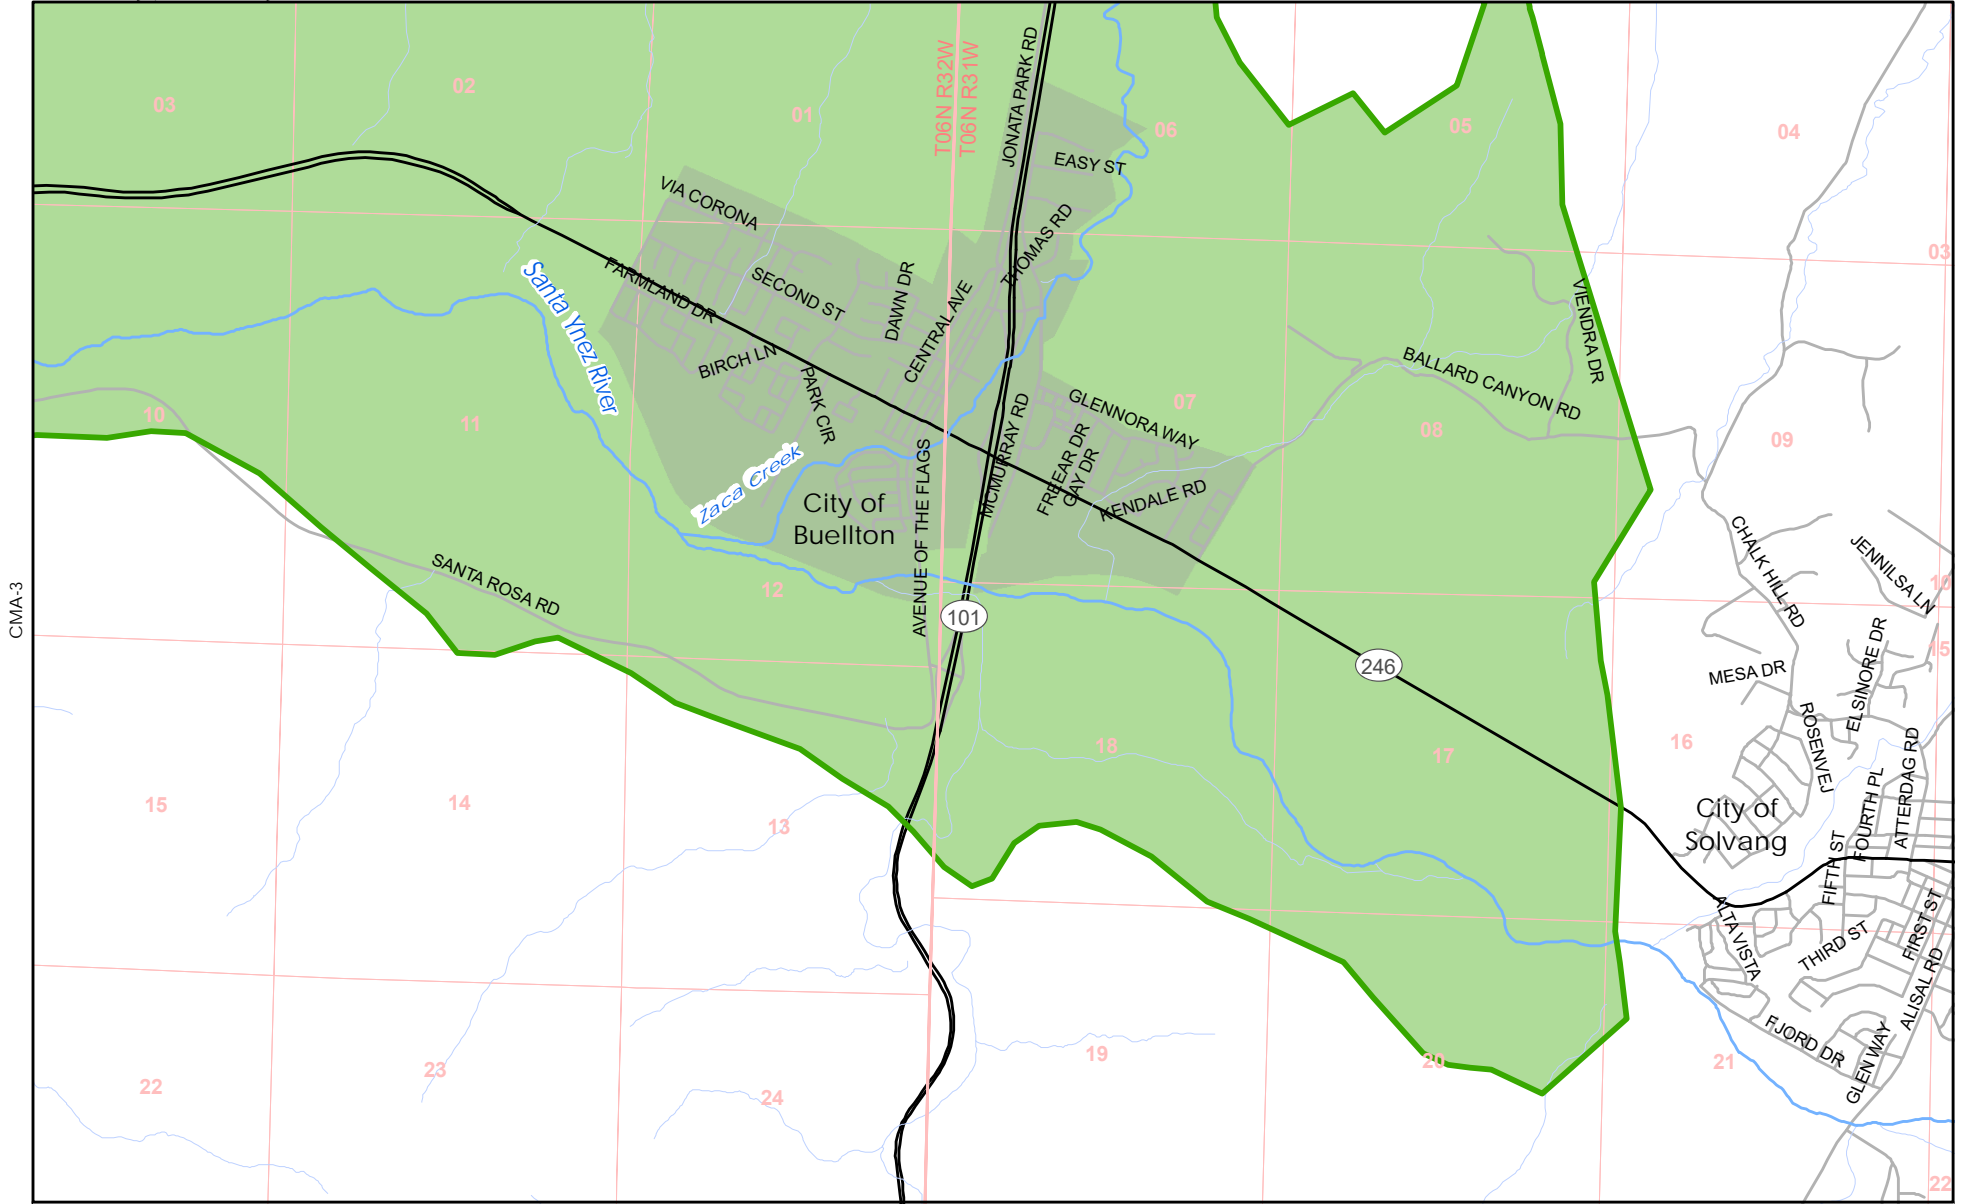 CMA-3
03
02
01
T06N R32W
T06N R31W
JONATA PARK RD
06
05
04
EASY ST
VIA CORONA
THOMAS RD
03
FARMLAND DR
SECOND ST
DAWN DR
CENTRAL AVE
VIENDRA DR
Santa Ynez River
BIRCH LN
PARK CIR
BALLARD CANYON RD
GLENNORA WAY
07
10
11
08
09
MCMURRAY RD
FREEAR DR
GAY DR
KENDALE RD
Zaca Creek
City of
Buellton
AVENUE OF THE FLAGS
CHALK HILL RD
JENNILSA LN
10
SANTA ROSA RD
12
101
246
15
MESA DR
ELSINORE DR
ROSENVEJ
16
18
17
ATTERDAG RD
FOURTH PL
15
14
13
City of
Solvang
FIFTH ST
ALTA VISTA
THIRD ST
FIRST ST
ALISAL RD
FJORD DR
GLEN WAY
22
23
24
19
20
21
22